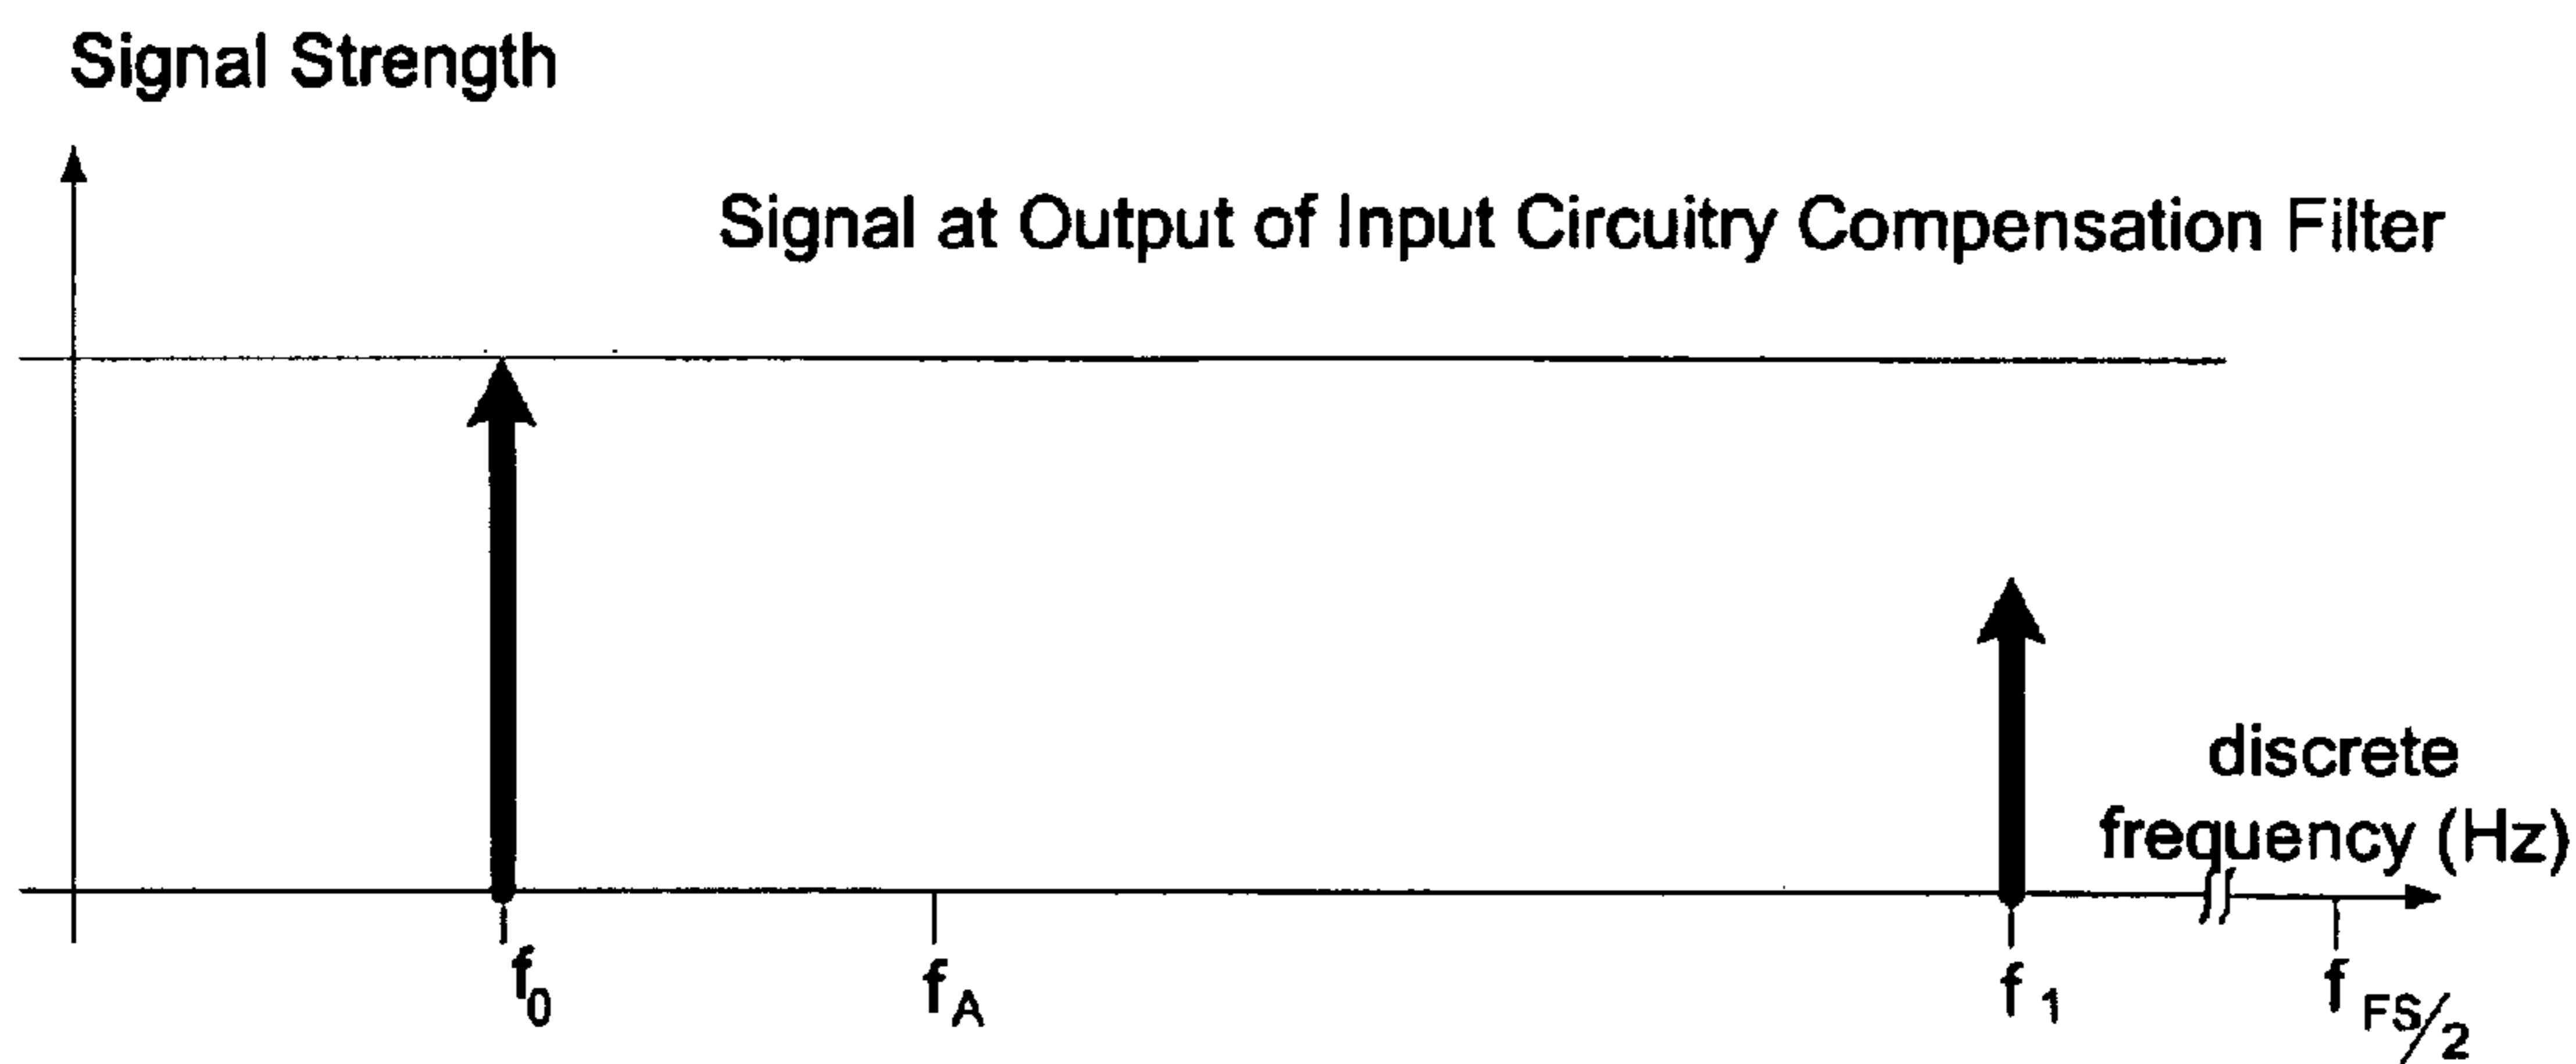 Signal Strength
Signal at Output of Input Circuitry Compensation Filter
discrete
frequency (Hz)
f0
fA
f1
fFS/2